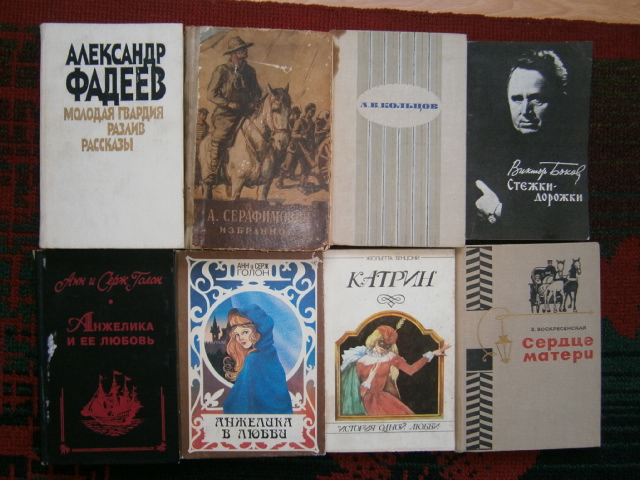 АЛЕКСАНДР
ФАДЕЕВ
МОЛОДАЯ ГВАРДИЯ
РАЗЛИВ
РАССКАЗЫ
А. СЕРАФИМОВИЧ
ИЗБРАННОЕ
А.В. КОЛЬЦОВ
Виктор Боков
СТЕЖКИ-
ДОРОЖКИ
Анн и Серж Голон
АНЖЕЛИКА
И ЕЕ ЛЮБОВЬ
АНН и СЕРЖ
ГОЛОН
АНЖЕЛИКА
В ЛЮБВИ
ЖЮЛЬЕТТА БЕНЦОНИ
КАТРИН
ИСТОРИЯ ОДНОЙ ЛЮБВИ
З. ВОСКРЕСЕНСКАЯ
Сердце
матери